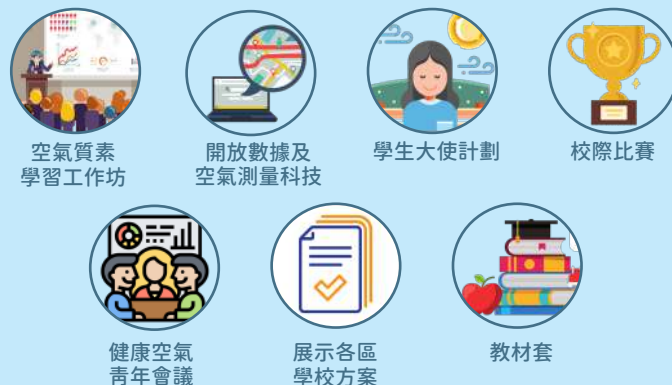 空氣質素
學習工作坊
開放數據及
空氣測量科技
學生大使計劃
校際比賽
健康空氣
青年會議
展示各區
學校方案
教材套